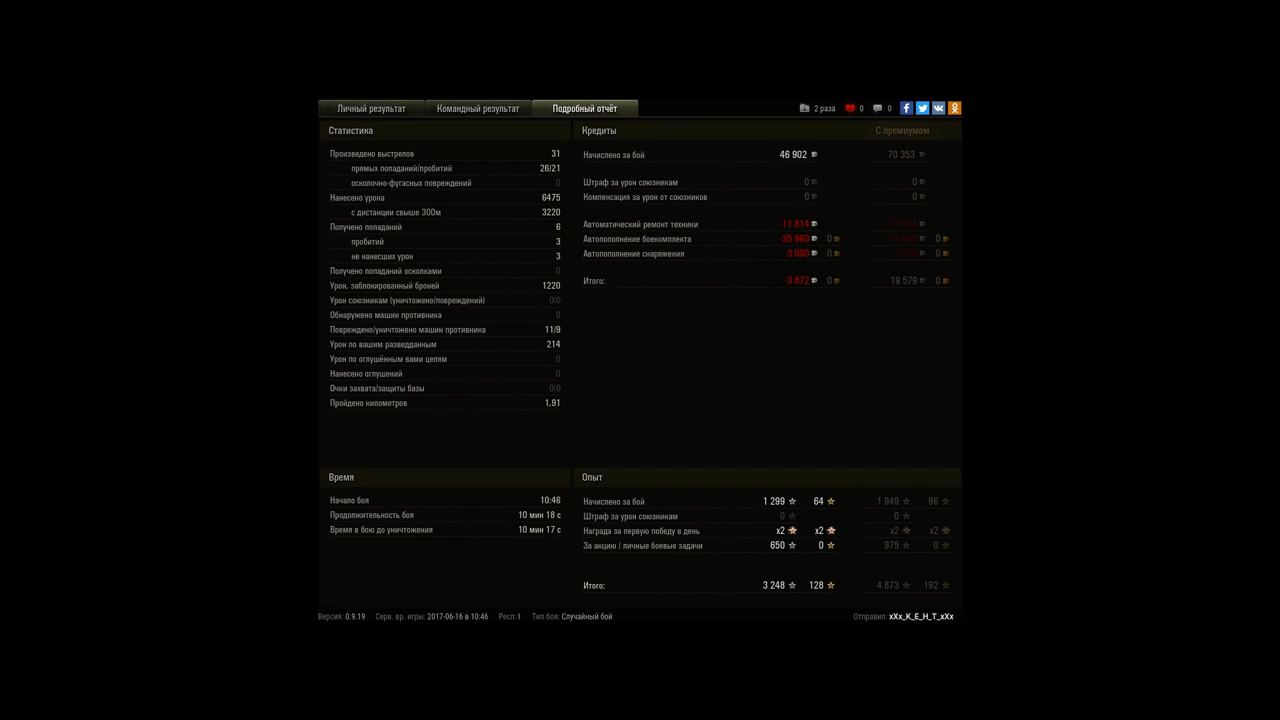 Личный результат Командный результат Подробный отчёт 2 раза 0 0
Статистика
Произведено выстрелов 31
прямых попаданий/пробитий 26/21
осколочно-фугасных повреждений 0
Нанесено урона 6475
с дистанции свыше 300м 3220
Получено попаданий 6
пробитий 3
не нанесших урон 3
Получено попаданий осколками 0
Урон, заблокированный броней 1220
Урон союзникам (уничтожено/повреждений) 0/0
Обнаружено машин противника 0
Повреждено/уничтожено машин противника 11/9
Урон по вашим разведданным 214
Урон по оглушённым вами целям 0
Нанесено оглушений 0
Очки захвата/защиты базы 0/0
Пройдено километров 1,91
Кредиты С премиумом
Начислено за бой 46 902 70 353
Штраф за урон союзникам 0 0
Компенсация за урон от союзников 0 0
Автоматический ремонт техники -11 814
Автопополнение боекомплекта -35 960 0 0
Автопополнение снаряжения 0 0
Итого: -3 872 0 19 579 0
Время
Начало боя 10:46
Продолжительность боя 10 мин 18 с
Время в бою до уничтожения 10 мин 17 с
Опыт
Начислено за бой 1 299 64 1 949 96
Штраф за урон союзникам 0 0
Награда за первую победу в день x2 x2 x2 x2
За акцию / личные боевые задачи 650 0 975 0
Итого: 3 248 128 4 873 192
Версия: 0.9.19 Серв. вр. игры: 2017-06-16 в 10:46 Респ: I Тип боя: Случайный бой Отправил: xXx_K_E_H_T_xXx